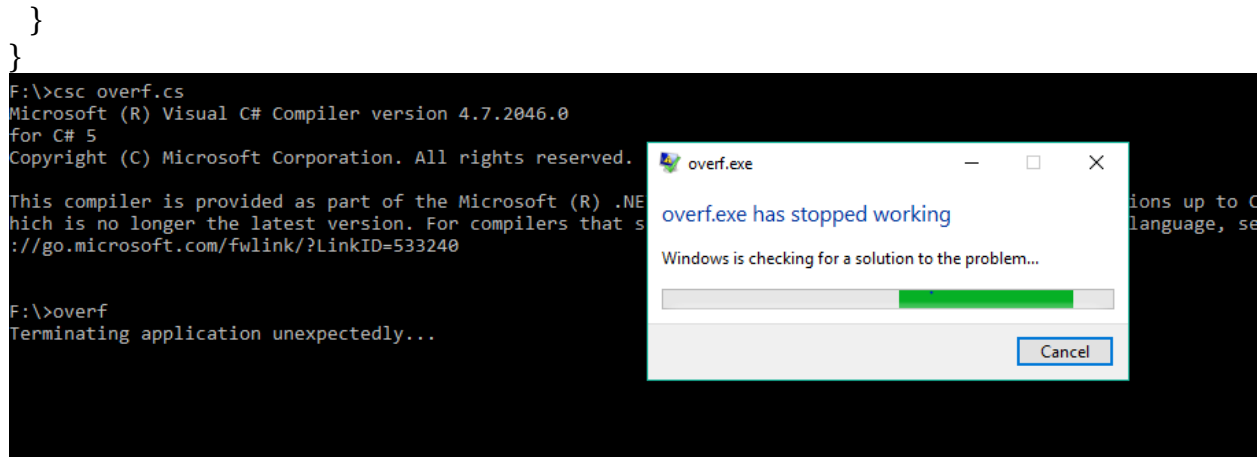 }
}
F:\>csc overf.cs
Microsoft (R) Visual C# Compiler version 4.7.2046.0
for C# 5
Copyright (C) Microsoft Corporation. All rights reserved.
This compiler is provided as part of the Microsoft (R) .NE
ions up to C
hich is no longer the latest version. For compilers that s
language, se
://go.microsoft.com/fwlink/?LinkID=533240
F:\>overf
Terminating application unexpectedly...
overf.exe
overf.exe has stopped working
Windows is checking for a solution to the problem...
Cancel